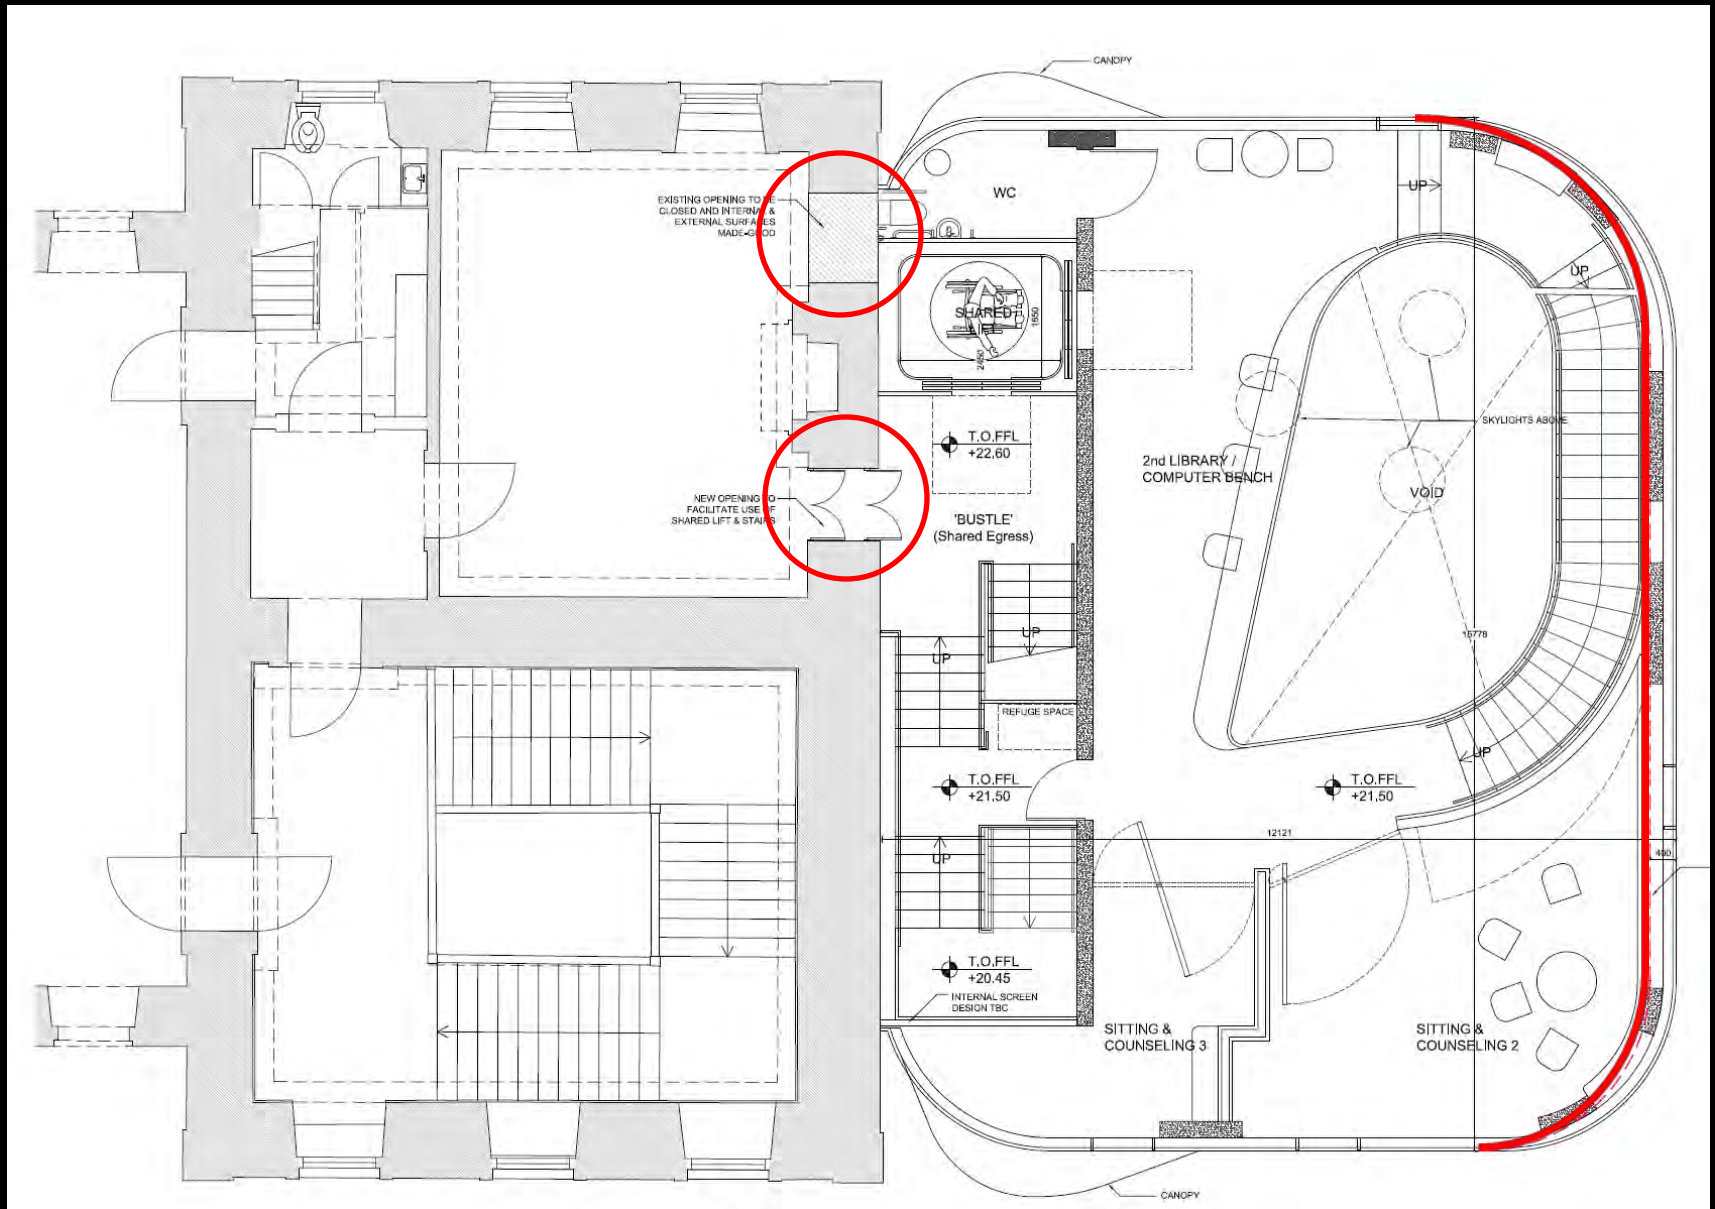 CANOPY
WC
UP
EXISTING OPENING TO BE
CLOSED AND INTERNAL &
EXTERNAL SURFACES
MADE-GOOD
UP
SHARED
1650
2450
SKYLIGHTS ABOVE
T.O.FFL
+22.60
2nd LIBRARY /
COMPUTER BENCH
VOID
NEW OPENING TO
FACILITATE USE OF
SHARED LIFT & STAIRS
'BUSTLE'
(Shared Egress)
UP
UP
15778
REFUGE SPACE
UP
T.O.FFL
+21.50
T.O.FFL
+21.50
12121
400
UP
T.O.FFL
+20.45
INTERNAL SCREEN
DESIGN TBC
SITTING &
COUNSELING 3
SITTING &
COUNSELING 2
CANOPY